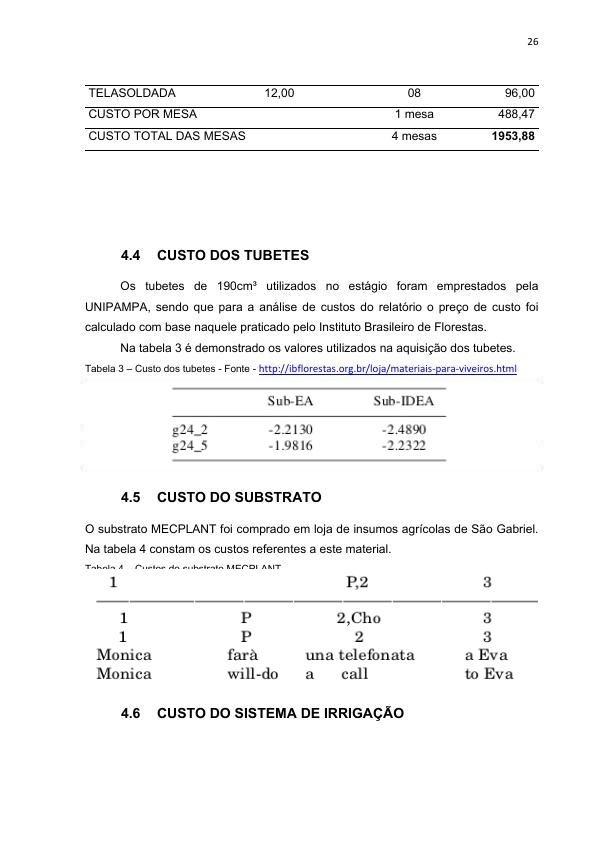 26
TELASOLDADA 12,00 08 96,00
CUSTO POR MESA 1 mesa 488,47
CUSTO TOTAL DAS MESAS 4 mesas 1953,88
4.4 CUSTO DOS TUBETES
Os tubetes de 190cm³ utilizados no estágio foram emprestados pela
UNIPAMPA, sendo que para a análise de custos do relatório o preço de custo foi
calculado com base naquele praticado pelo Instituto Brasileiro de Florestas.
Na tabela 3 é demonstrado os valores utilizados na aquisição dos tubetes.
Tabela 3 – Custo dos tubetes - Fonte - http://ibflorestas.org.br/loja/materiais-para-viveiros.html
Sub-EA Sub-IDEA
g24_2 -2.2130 -2.4890
g24_5 -1.9816 -2.2322
4.5 CUSTO DO SUBSTRATO
O substrato MECPLANT foi comprado em loja de insumos agrícolas de São Gabriel.
Na tabela 4 constam os custos referentes a este material.
Tabela 4 – Custos do substrato MECPLANT
1 P,2 3
1 P 2,Cho 3
1 P 2 3
Monica farà una telefonata a Eva
Monica will-do a call to Eva
4.6 CUSTO DO SISTEMA DE IRRIGAÇÃO